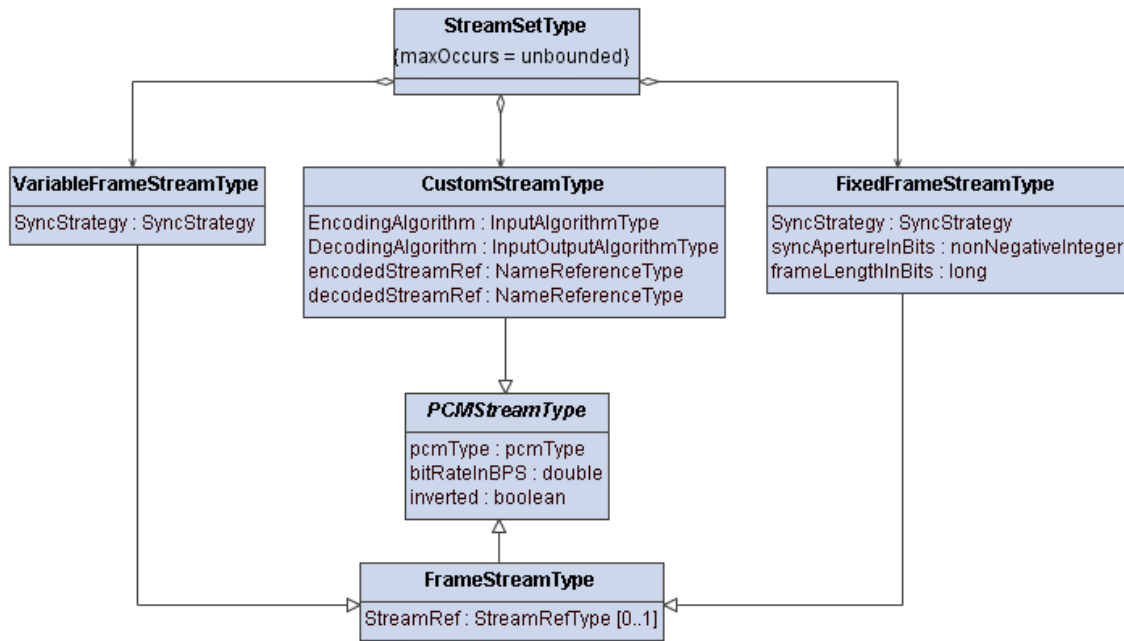 StreamSetType
{maxOccurs = unbounded}
VariableFrameStreamType
SyncStrategy : SyncStrategy
CustomStreamType
EncodingAlgorithm : InputAlgorithmType
DecodingAlgorithm : InputOutputAlgorithmType
encodedStreamRef : NameReferenceType
decodedStreamRef : NameReferenceType
FixedFrameStreamType
SyncStrategy : SyncStrategy
syncApertureInBits : nonNegativeInteger
frameLengthInBits : long
PCMStreamType
pcmType : pcmType
bitRateInBPS : double
inverted : boolean
FrameStreamType
StreamRef : StreamRefType [0..1]